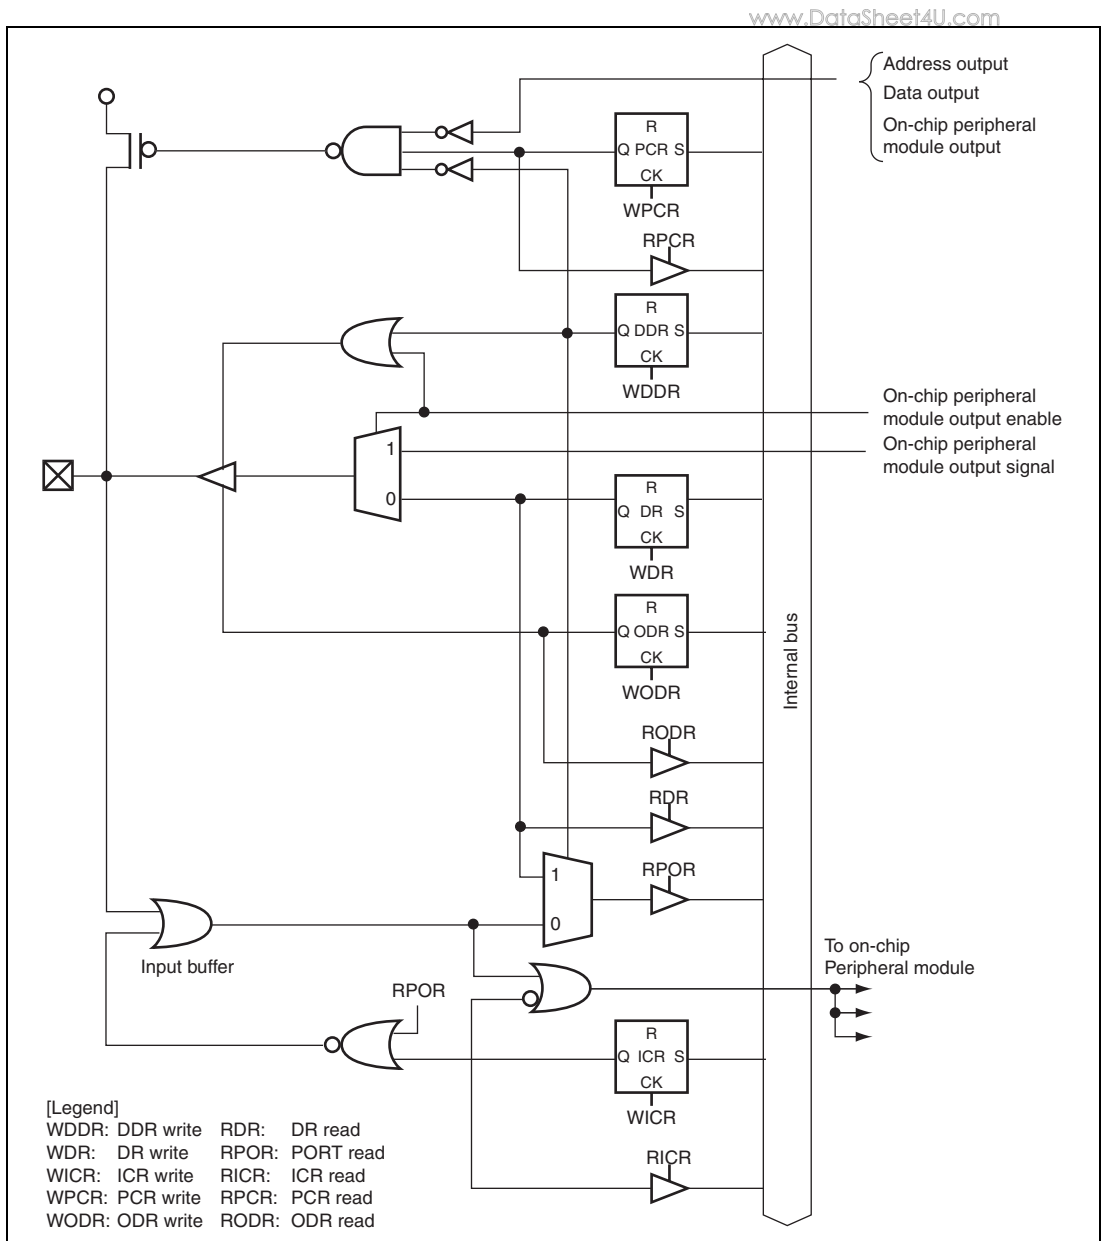 www.DataSheet4U.com
Address output
Data output
On-chip peripheral
module output
R
Q PCR S
CK
WPCR
RPCR
R
Q DDR S
CK
WDDR
On-chip peripheral
module output enable
On-chip peripheral
module output signal
1
0
R
Q DR S
CK
WDR
R
Q ODR S
CK
WODR
Internal bus
RODR
RDR
RPOR
1
0
Input buffer
To on-chip
Peripheral module
RPOR
R
Q ICR S
CK
WICR
RICR
[Legend]
WDDR: DDR write RDR: DR read
WDR: DR write RPOR: PORT read
WICR: ICR write RICR: ICR read
WPCR: PCR write RPCR: PCR read
WODR: ODR write RODR: ODR read